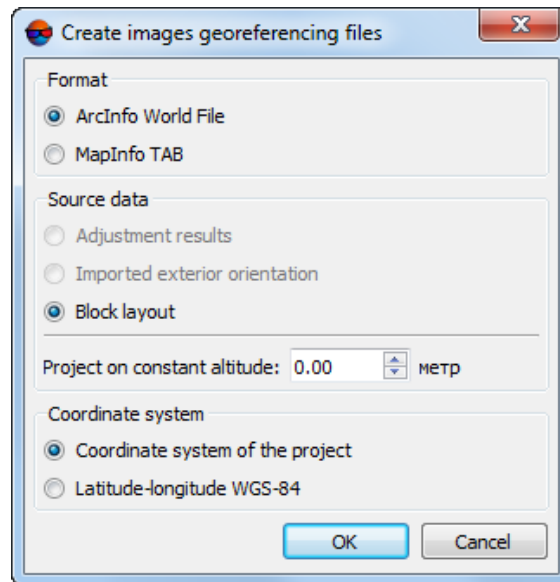 Create images georeferencing files
Format
ArcInfo World File
MapInfo TAB
Source data
Adjustment results
Imported exterior orientation
Block layout
Project on constant altitude: 0.00 метр
Coordinate system
Coordinate system of the project
Latitude-longitude WGS-84
OK Cancel